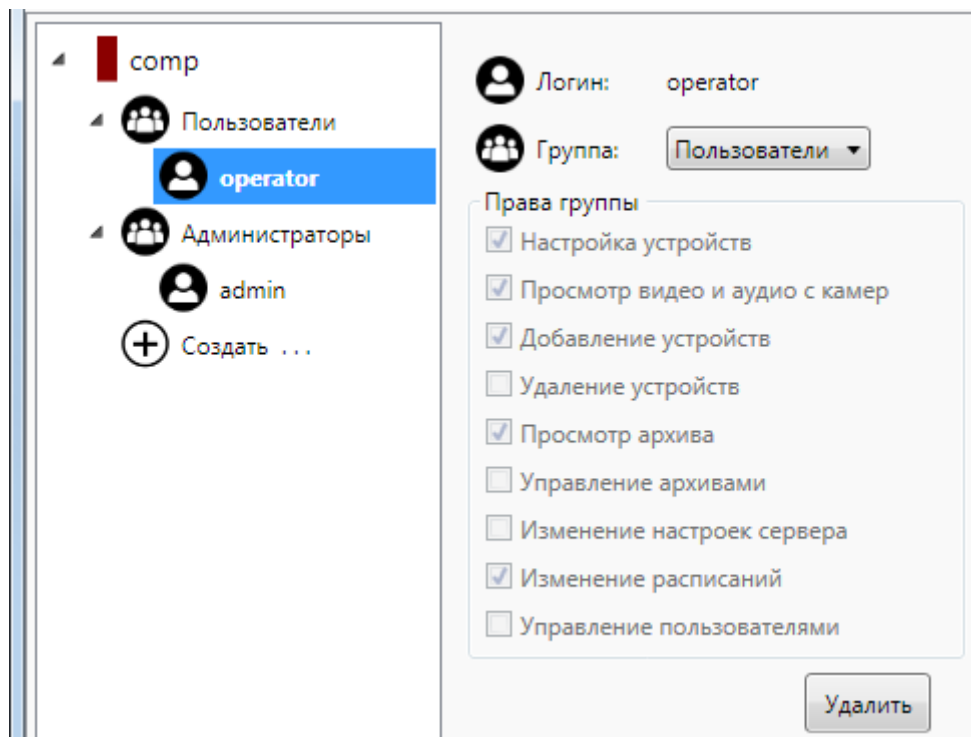 comp
Пользователи
operator
Администраторы
admin
Создать ...
Логин: operator
Группа: Пользователи
Права группы
Настройка устройств
Просмотр видео и аудио с камер
Добавление устройств
Удаление устройств
Просмотр архива
Управление архивами
Изменение настроек сервера
Изменение расписаний
Управление пользователями
Удалить